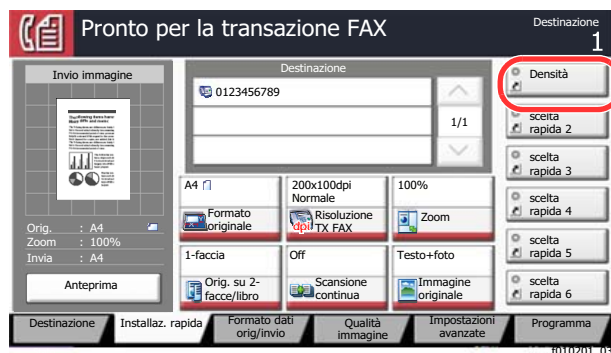 Pronto per la transazione FAX
Destinazione
1
Invio immagine
Orig. : A4
Zoom : 100%
Invia : A4
Anteprima
Destinazione
0123456789
1/1
A4
Formato originale
200x100dpi
Normale
dpi
Risoluzione TX FAX
100%
Zoom
1-faccia
Orig. su 2-
facce/libro
Off
Scansione
continua
Testo+foto
Immagine
originale
Densità
scelta
rapida 2
scelta
rapida 3
scelta
rapida 4
scelta
rapida 5
scelta
rapida 6
Destinazione
Installaz. rapida
Formato dati
orig/invio
Qualità
immagine
Impostazioni
avanzate
Programma